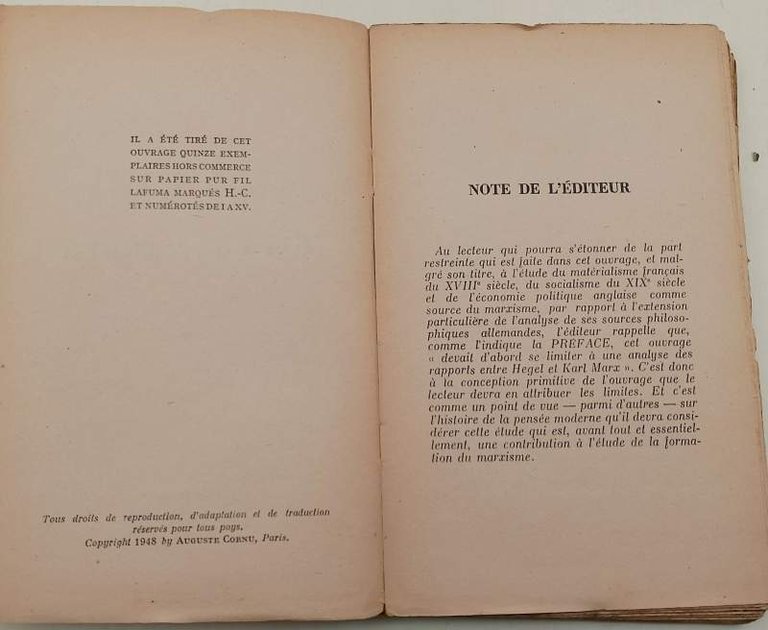 IL A ÉTÉ TIRÉ DE CET
OUVRAGE QUINZE EXEM-
PLAIRES HORS COMMERCE
SUR PAPIER PUR FIL
LAFUMA MARQUÉS H.-C.
ET NUMÉROTÉS DE I A XV.
Tous droits de reproduction, d'adaptation et de traduction
réservés pour tous pays.
Copyright 1948 by AUGUSTE CORNU, Paris.
NOTE DE L'ÉDITEUR
Au lecteur qui pourra s'étonner de la part
restreinte qui est faite dans cet ouvrage, et mal-
gré son titre, à l'étude du matérialisme français
du XVIIIe siècle, du socialisme du XIXe siècle
et de l'économie politique anglaise comme
source du marxisme, par rapport à l'extension
particulière de l'analyse de ses sources philoso-
phiques allemandes, l'éditeur rappelle que,
comme l'indique la PRÉFACE, cet ouvrage
« devait d'abord se limiter à une analyse des
rapports entre Hegel et Karl Marx ». C'est donc
à la conception primitive de l'ouvrage que le
lecteur devra en attribuer les limites. Et c'est
comme un point de vue — parmi d'autres — sur
l'histoire de la pensée moderne qu'il devra consi-
dérer cette étude qui est, avant tout et essentiel-
lement, une contribution à l'étude de la forma-
tion du marxisme.